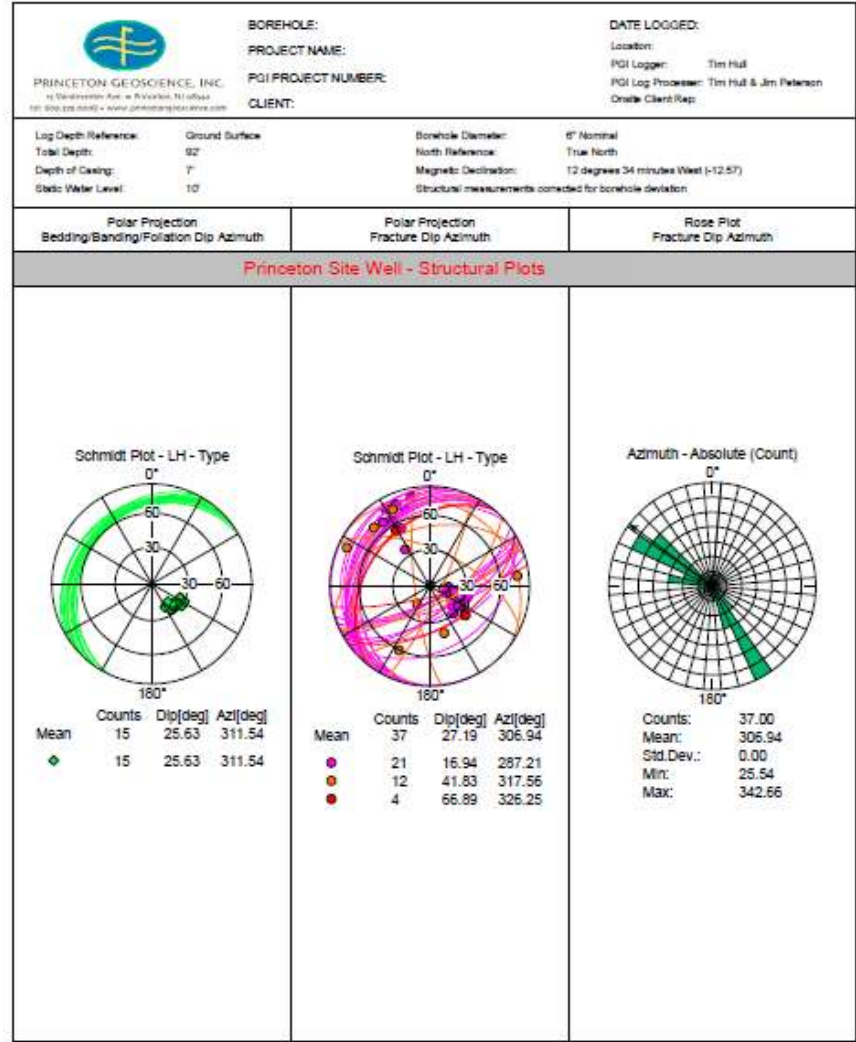 PRINCETON GEOSCIENCE, INC.
BOREHOLE:
PROJECT NAME:
PGI PROJECT NUMBER:
CLIENT:
DATE LOGGED:
Location:
PGI Logger: Tim Hull
PGI Log Processer: Tim Hull & Jim Peterson
Onsite Client Rep:
Log Depth Reference: Ground Surface
Total Depth: 92'
Depth of Casing: 7'
Static Water Level: 10'
Borehole Diameter: 6" Nominal
North Reference: True North
Magnetic Declination: 12 degrees 34 minutes West (-12.57)
Structural measurements corrected for borehole deviation
Polar Projection
Bedding/Banding/Foliation Dip Azimuth
Polar Projection
Fracture Dip Azimuth
Rose Plot
Fracture Dip Azimuth
Princeton Site Well - Structural Plots
Schmidt Plot - LH - Type
0°
60
30
30 60
180°
Counts Dip[deg] Azi[deg]
Mean 15 25.63 311.54
15 25.63 311.54
Schmidt Plot - LH - Type
0°
60
30
30 60
180°
Counts Dip[deg] Azi[deg]
Mean 37 27.19 306.94
21 16.94 287.21
12 41.83 317.56
4 66.89 326.25
Azimuth - Absolute (Count)
0°
180°
Counts: 37.00
Mean: 306.94
Std.Dev.: 0.00
Min: 25.54
Max: 342.66